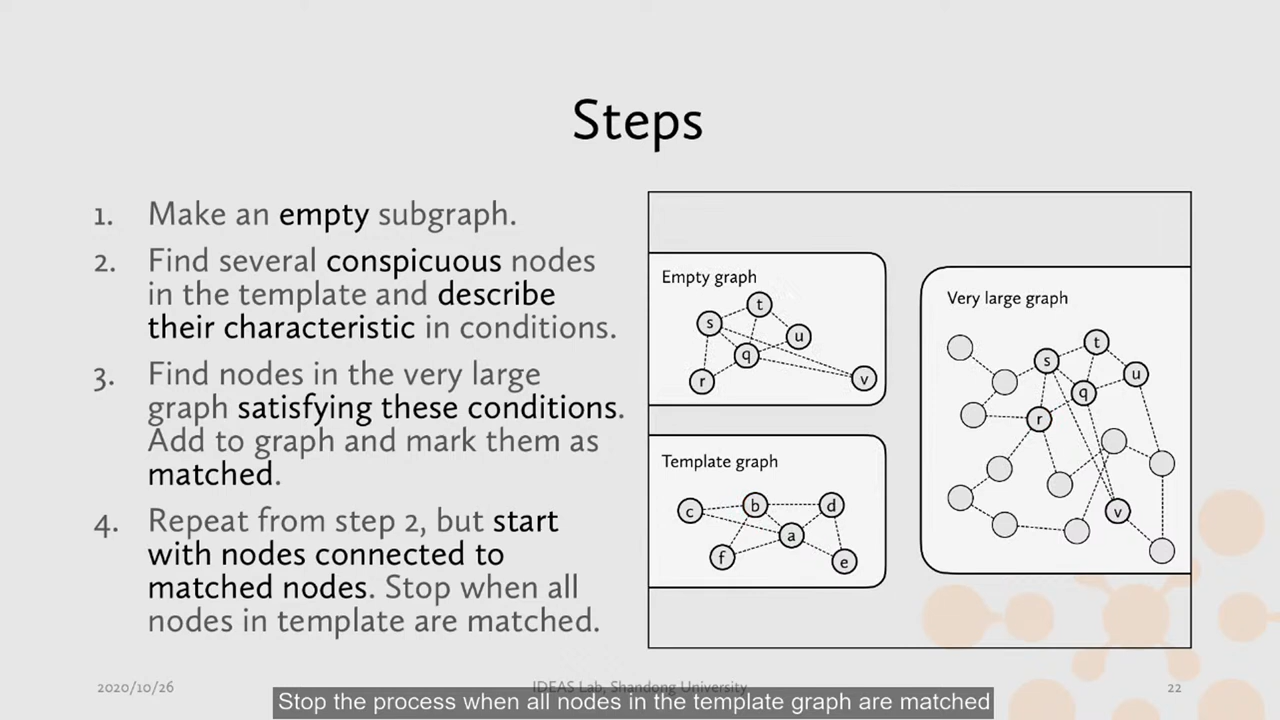 Steps
1. Make an empty subgraph.
2. Find several conspicuous nodes
in the template and describe
their characteristic in conditions.
3. Find nodes in the very large
graph satisfying these conditions.
Add to graph and mark them as
matched.
4. Repeat from step 2, but start
with nodes connected to
matched nodes. Stop when all
nodes in template are matched.
Empty graph
t
s
u
q
r
v
Template graph
c
b
d
a
f
e
Very large graph
t
s
u
q
r
v
2020/10/26
IDEAS Lab, Shandong University
22
Stop the process when all nodes in the template graph are matched